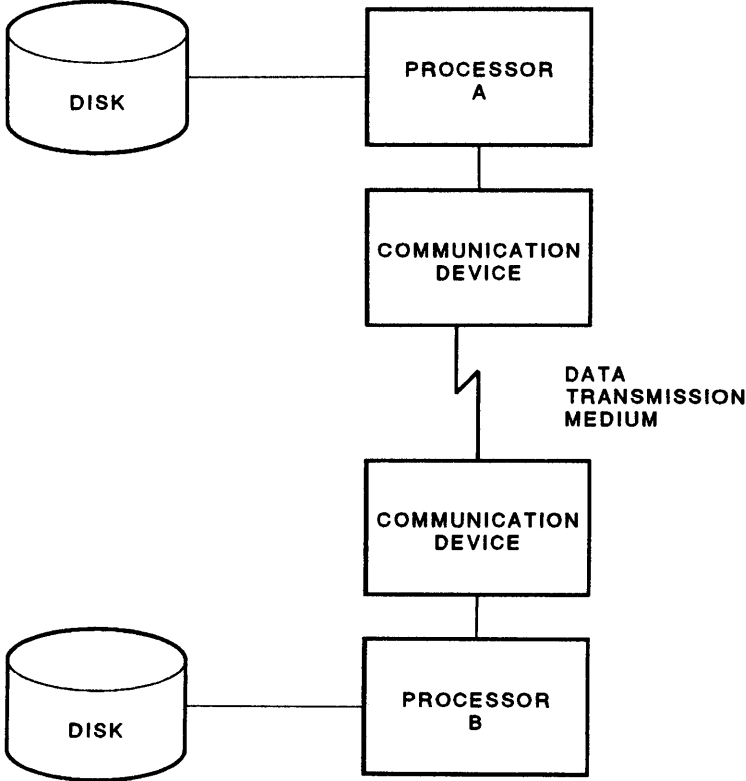 DISK
PROCESSOR
A
COMMUNICATION
DEVICE
DATA
TRANSMISSION
MEDIUM
COMMUNICATION
DEVICE
DISK
PROCESSOR
B